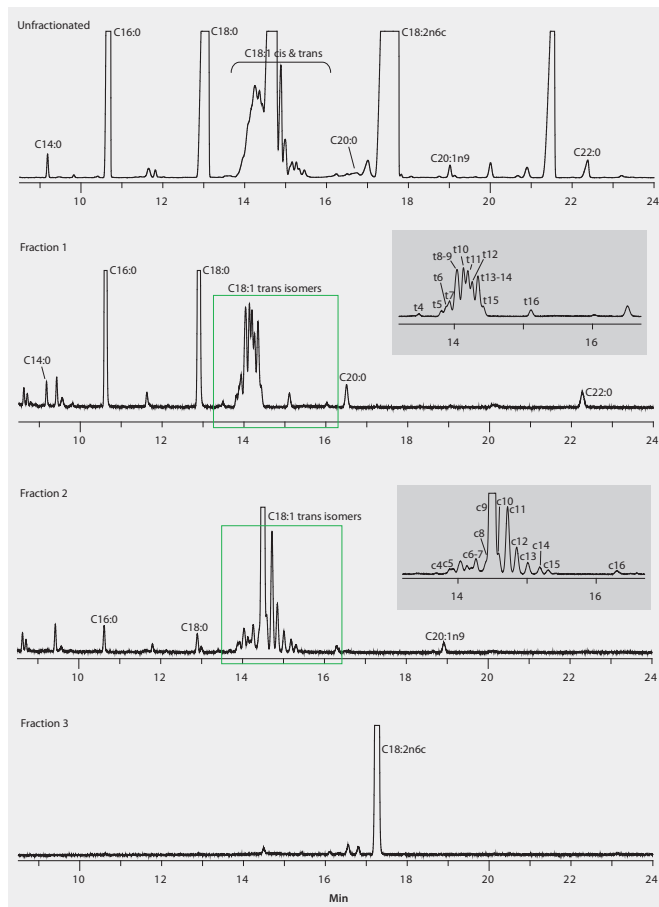 Unfractionated
C16:0
C18:0
C18:2n6c
C18:1 cis & trans
C14:0
C20:0
C20:1n9
C22:0
10 12 14 16 18 20 22 24
Fraction 1
t10
t8-9
t11
t12
t6
t13-14
t7
t4
t5
t15
t16
14 16
C16:0
C18:0
C18:1 trans isomers
C14:0
C20:0
C22:0
10 12 14 16 18 20 22 24
Fraction 2
c9
c10
c11
c8
c12
c6-7
c13
c14
c4
c5
c15
c16
14 16
C18:1 trans isomers
C16:0
C18:0
C20:1n9
10 12 14 16 18 20 22 24
Fraction 3
C18:2n6c
10 12 14 16 18 20 22 24
Min